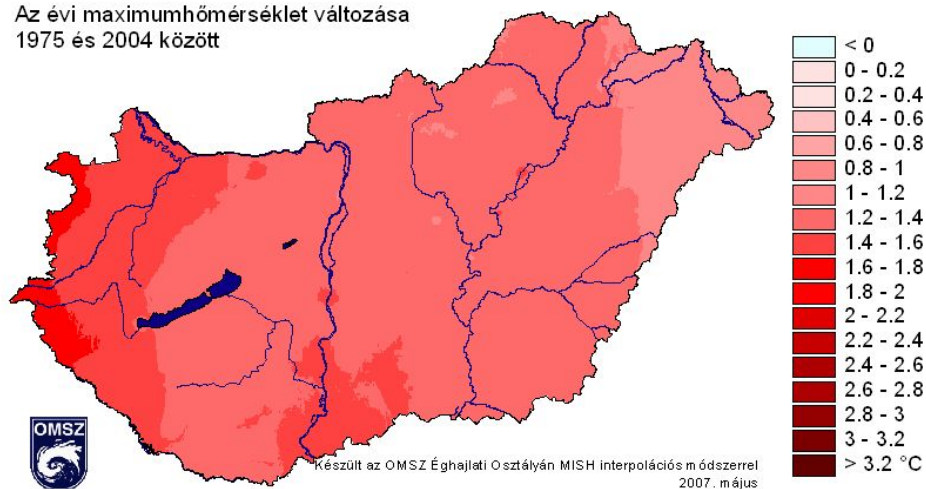 Az évi maximumhőmérséklet változása
1975 és 2004 között
< 0
0 - 0.2
0.2 - 0.4
0.4 - 0.6
0.6 - 0.8
0.8 - 1
1 - 1.2
1.2 - 1.4
1.4 - 1.6
1.6 - 1.8
1.8 - 2
2 - 2.2
2.2 - 2.4
2.4 - 2.6
2.6 - 2.8
2.8 - 3
3 - 3.2
> 3.2 °C
OMSZ
Készült az OMSZ Éghajlati Osztályán MISH interpolációs módszerrel
2007. május